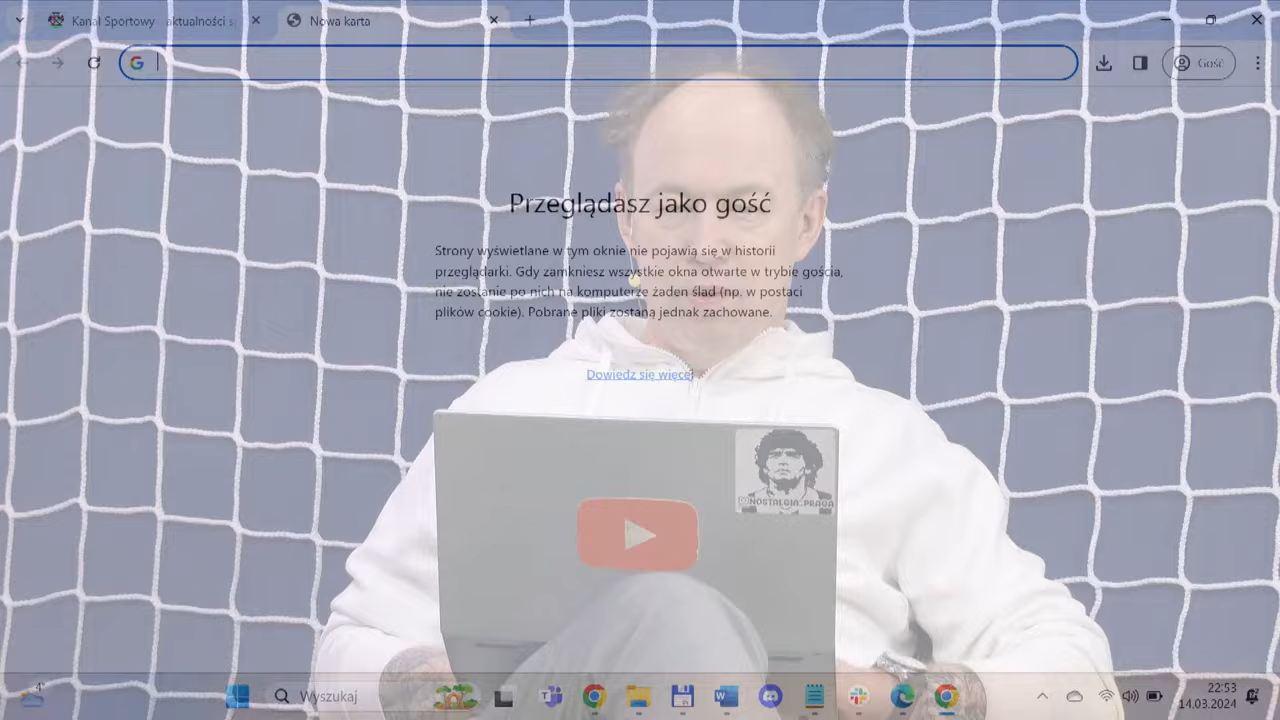 Kanał Sportowy - aktualności s
Nowa karta
Gość
Przeglądasz jako gość
Strony wyświetlane w tym oknie nie pojawią się w historii
przeglądarki. Gdy zamkniesz wszystkie okna otwarte w trybie gościa,
nie zostanie po nich na komputerze żaden ślad (np. w postaci
plików cookie). Pobrane pliki zostaną jednak zachowane.
Dowiedz się więcej
NOSTALGIA.PRAGA
4°
Wyszukaj
22:53
14.03.2024